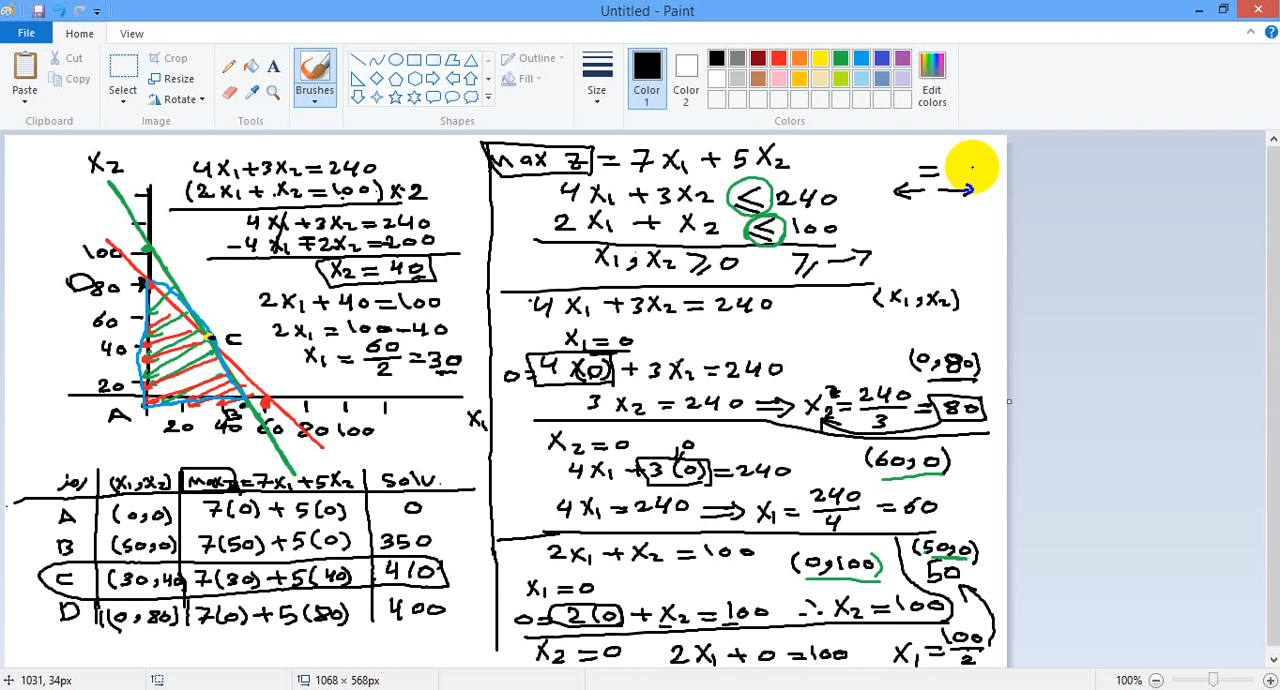 Untitled - Paint
File
Home
View
Paste
Cut
Copy
Clipboard
Select
Crop
Resize
Rotate
Image
Tools
Brushes
Shapes
Outline
Fill
Size
Color 1
Color 2
Edit colors
Colors
X2
100
80
60
40
20
D
C
A
B
20 40 60 80 100
X1
4X1+3X2=240
(2X1+X2=100)x2
4X1+3X2=240
-4X1-2X2=200
X2=40
2X1+40=100
2X1=100-40
X1=60/2=30
(X1,X2) max z=7X1+5X2 Solu.
A (0,0) 7(0)+5(0) 0
B (50,0) 7(50)+5(0) 350
C (30,40) 7(30)+5(40) 410
D (0,80) 7(0)+5(80) 400
max z=7X1+5X2
4X1+3X2≤240
2X1+X2≤100
X1,X2≥0
=
4X1+3X2=240 (X1,X2)
X1=0
0=4x(0)+3X2=240 (0,80)
3X2=240 ⟹ X2=240/3=80
X2=0 0 (60,0)
4X1+3(0)=240
4X1=240 ⟹ X1=240/4=60
2X1+X2=100 (0,100) (50,0)
50
X1=0
0=2(0)+X2=100 ∴X2=100
X2=0 2X1+0=100 X1=100/2
1031, 34px
1068 × 568px
100%